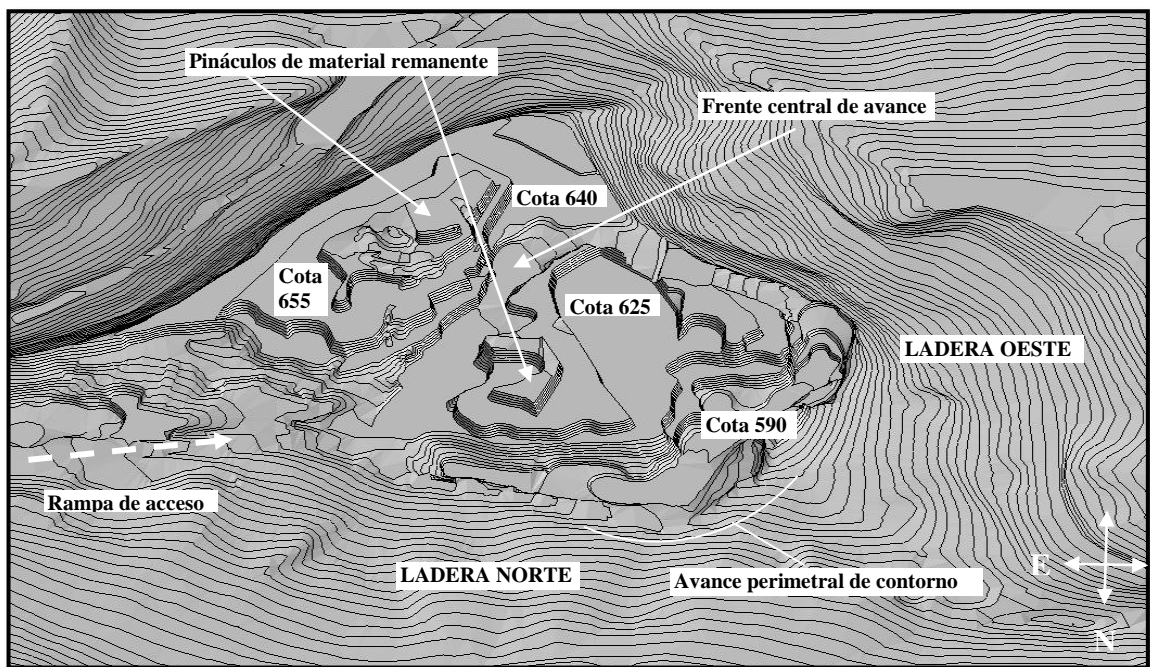 Pináculos de material remanente
Frente central de avance
Cota 640
Cota
655
Cota 625
LADERA OESTE
Cota 590
Rampa de acceso
LADERA NORTE
Avance perimetral de contorno
E
N